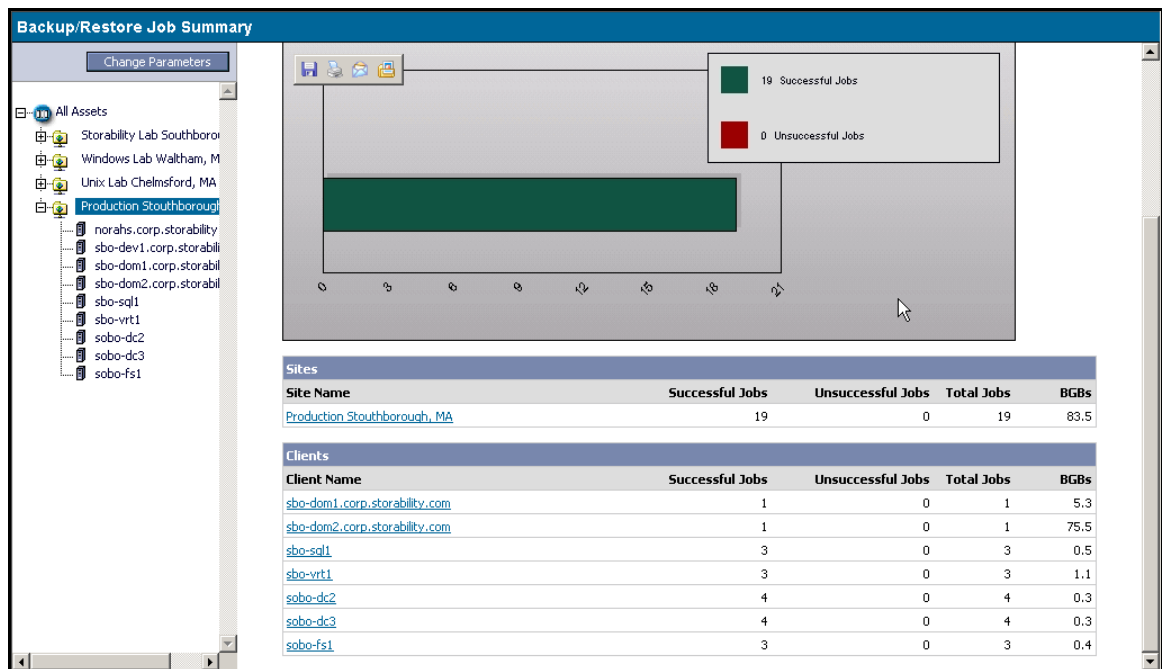 Backup/Restore Job Summary
Change Parameters
All Assets
Storability Lab Southborou
Windows Lab Waltham, M
Unix Lab Chelmsford, MA
Production Stouthborough
norahs.corp.storability
sbo-dev1.corp.storabili
sbo-dom1.corp.storabil
sbo-dom2.corp.storabil
sbo-sql1
sbo-vrt1
sobo-dc2
sobo-dc3
sobo-fs1
19 Successful Jobs
0 Unsuccessful Jobs
0 3 6 9 12 15 18 21
Sites
Site Name Successful Jobs Unsuccessful Jobs Total Jobs BGBs
Production Stouthborough, MA 19 0 19 83.5
Clients
Client Name Successful Jobs Unsuccessful Jobs Total Jobs BGBs
sbo-dom1.corp.storability.com 1 0 1 5.3
sbo-dom2.corp.storability.com 1 0 1 75.5
sbo-sql1 3 0 3 0.5
sbo-vrt1 3 0 3 1.1
sobo-dc2 4 0 4 0.3
sobo-dc3 4 0 4 0.3
sobo-fs1 3 0 3 0.4